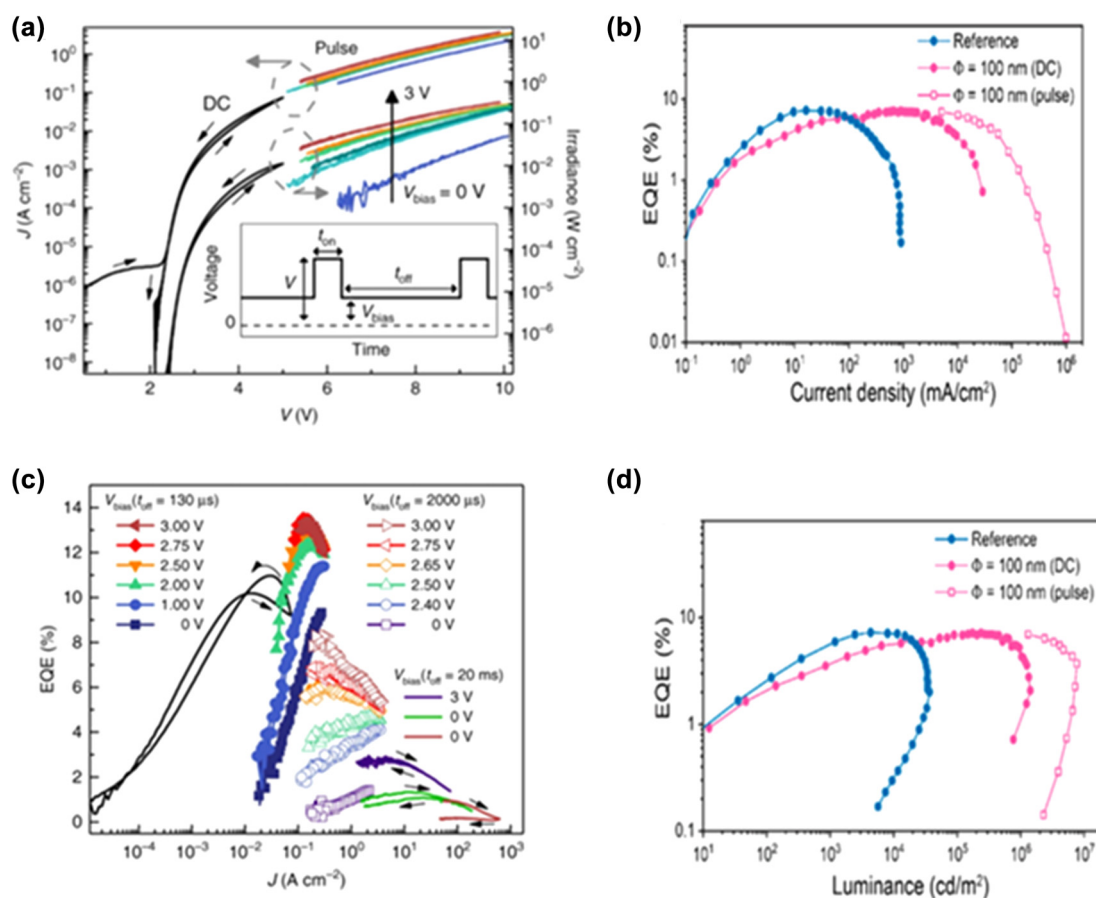 (a)
10⁰
10⁻¹
10⁻²
10⁻³
10⁻⁴
10⁻⁵
10⁻⁶
10⁻⁷
10⁻⁸
J (A cm⁻²)
DC
Pulse
3 V
V_bias = 0 V
t_on
V
t_off
V_bias
Voltage
0
Time
2
4
6
8
10
V (V)
10¹
10⁰
10⁻¹
10⁻²
10⁻³
10⁻⁴
10⁻⁵
10⁻⁶
Irradiance (W cm⁻²)
(b)
Reference
Φ = 100 nm (DC)
Φ = 100 nm (pulse)
EQE (%)
10
1
0.1
0.01
10⁻¹
10⁰
10¹
10²
10³
10⁴
10⁵
10⁶
Current density (mA/cm²)
(c)
V_bias(t_off = 130 µs)
3.00 V
2.75 V
2.50 V
2.00 V
1.00 V
0 V
V_bias(t_off = 2000 µs)
3.00 V
2.75 V
2.65 V
2.50 V
2.40 V
0 V
V_bias(t_off = 20 ms)
3 V
0 V
0 V
EQE (%)
14
12
10
8
6
4
2
0
10⁻⁴
10⁻³
10⁻²
10⁻¹
10⁰
10¹
10²
10³
J (A cm⁻²)
(d)
Reference
Φ = 100 nm (DC)
Φ = 100 nm (pulse)
EQE (%)
10
1
0.1
10¹
10²
10³
10⁴
10⁵
10⁶
10⁷
Luminance (cd/m²)